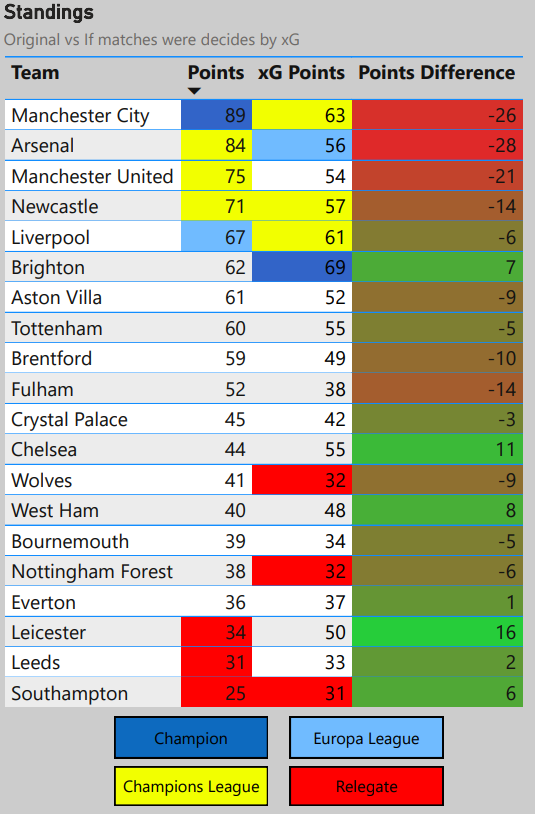 Standings
Original vs If matches were decides by xG
Team Points xG Points Points Difference
Manchester City 89 63 -26
Arsenal 84 56 -28
Manchester United 75 54 -21
Newcastle 71 57 -14
Liverpool 67 61 -6
Brighton 62 69 7
Aston Villa 61 52 -9
Tottenham 60 55 -5
Brentford 59 49 -10
Fulham 52 38 -14
Crystal Palace 45 42 -3
Chelsea 44 55 11
Wolves 41 32 -9
West Ham 40 48 8
Bournemouth 39 34 -5
Nottingham Forest 38 32 -6
Everton 36 37 1
Leicester 34 50 16
Leeds 31 33 2
Southampton 25 31 6
Champion Europa League
Champions League Relegate